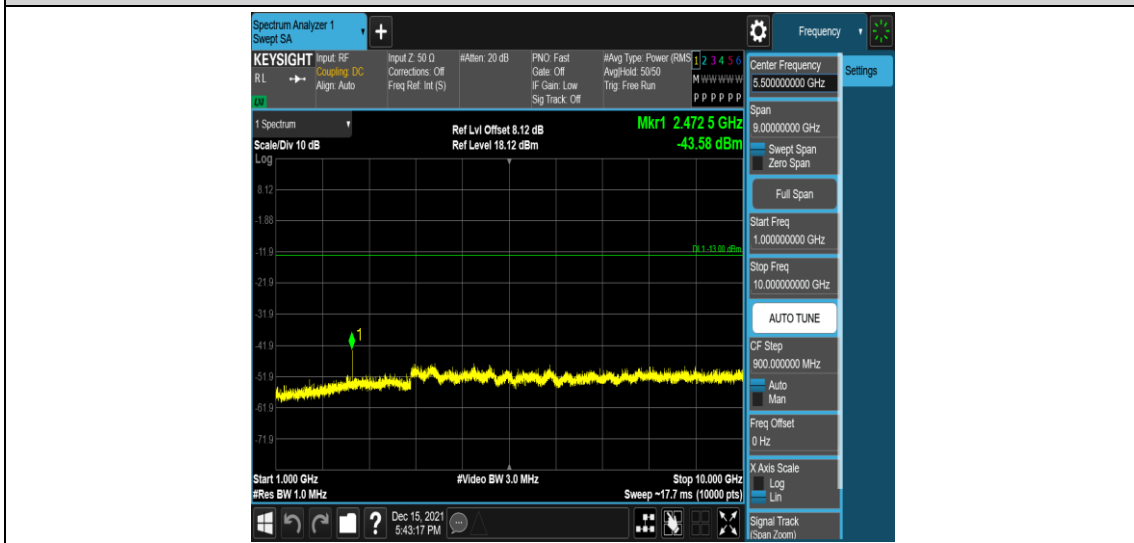 Spectrum Analyzer 1
Swept SA
+
Frequency
KEYSIGHT
RL
Input: RF
Coupling: DC
Align: Auto
Input Z: 50 Ω
Corrections: Off
Freq Ref: Int (S)
#Atten: 20 dB
PNO: Fast
Gate: Off
IF Gain: Low
Sig Track: Off
#Avg Type: Power (RMS
Avg|Hold: 50/50
Trig: Free Run
1 2 3 4 5 6
M W W W W W
P P P P P P
1 Spectrum
Scale/Div 10 dB
Log
Ref Lvl Offset 8.12 dB
Ref Level 18.12 dBm
Mkr1 2.472 5 GHz
-43.58 dBm
8.12
-1.88
-11.9
DL1 -13.00 dBm
-21.9
-31.9
1
-41.9
-51.9
-61.9
-71.9
Start 1.000 GHz
#Video BW 3.0 MHz
Stop 10.000 GHz
#Res BW 1.0 MHz
Sweep ~17.7 ms (10000 pts)
?
Dec 15, 2021
5:43:17 PM
Center Frequency
5.500000000 GHz
Settings
Span
9.00000000 GHz
Swept Span
Zero Span
Full Span
Start Freq
1.000000000 GHz
Stop Freq
10.000000000 GHz
AUTO TUNE
CF Step
900.000000 MHz
Auto
Man
Freq Offset
0 Hz
X Axis Scale
Log
Lin
Signal Track
(Span Zoom)